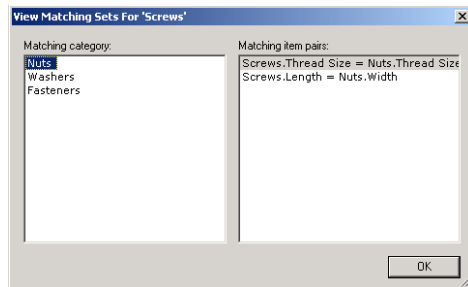 View Matching Sets For 'Screws'
Matching category:
Matching item pairs:
Nuts
Washers
Fasteners
Screws.Thread Size = Nuts.Thread Size
Screws.Length = Nuts.Width
OK